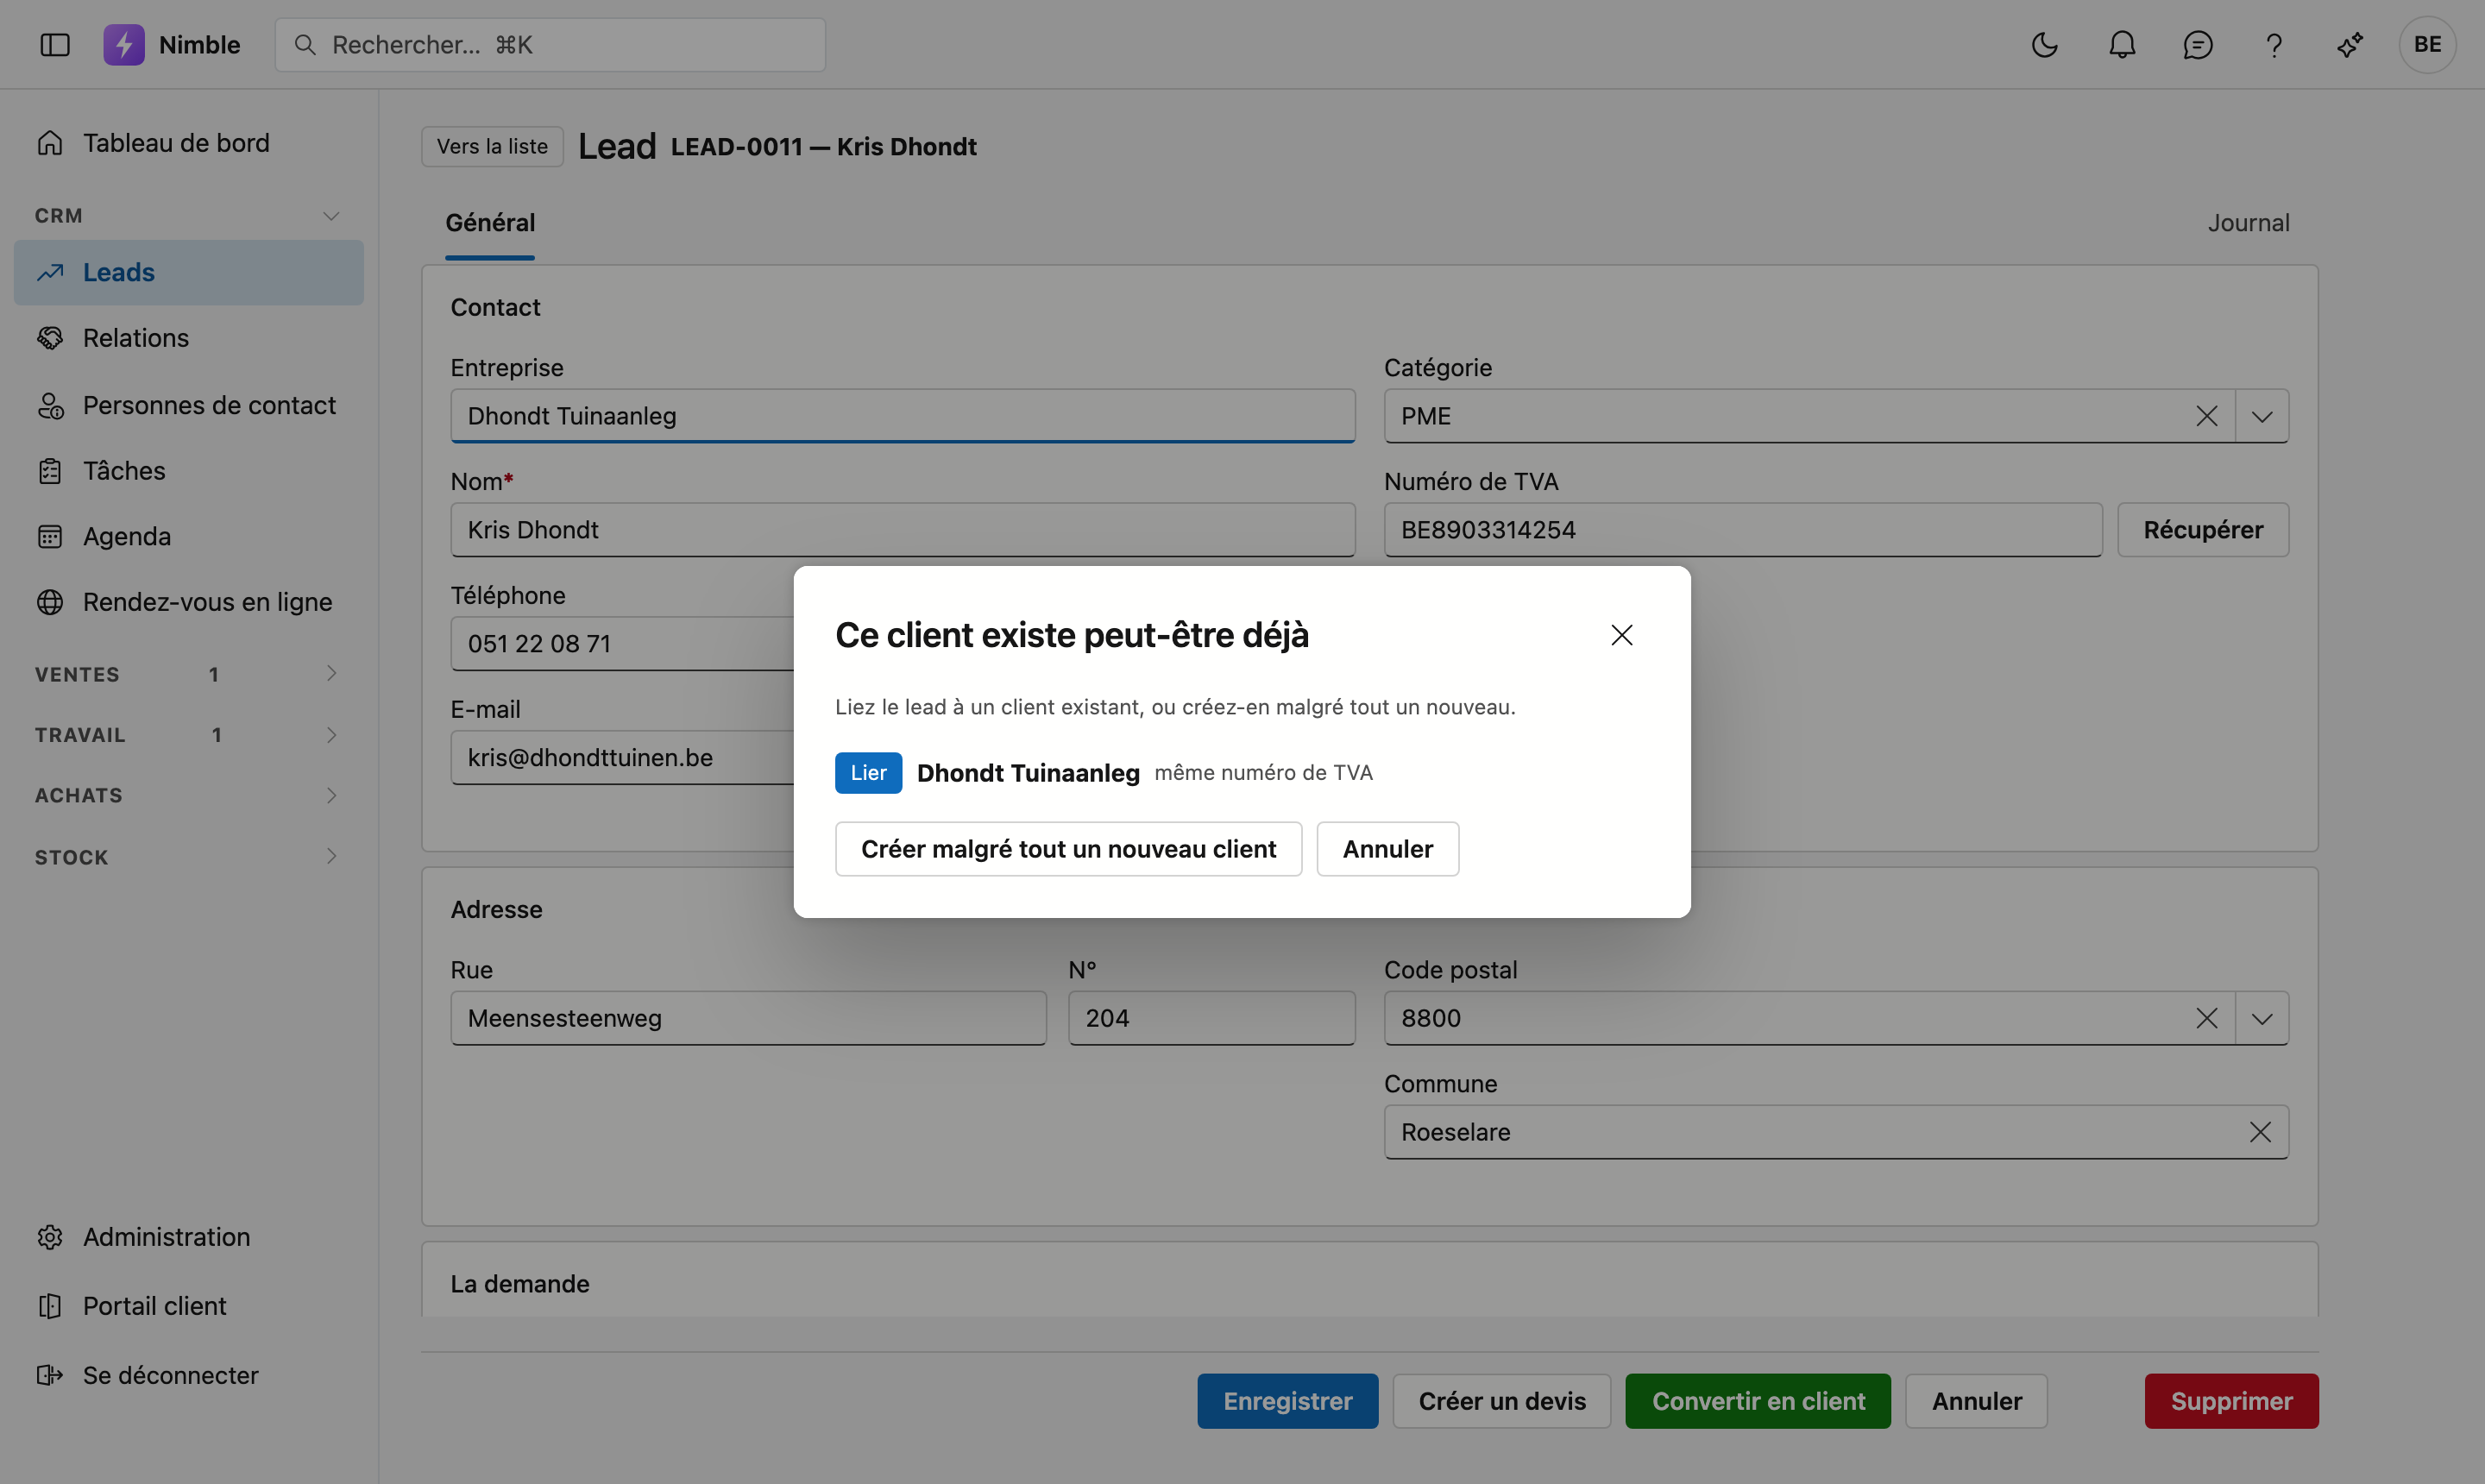 Nimble
Rechercher... ⌘K
BE
Tableau de bord
CRM
Leads
Relations
Personnes de contact
Tâches
Agenda
Rendez-vous en ligne
VENTES 1
TRAVAIL 1
ACHATS
STOCK
Administration
Portail client
Se déconnecter
Vers la liste
Lead LEAD-0011 — Kris Dhondt
Général
Journal
Contact
Entreprise
Dhondt Tuinaanleg
Catégorie
PME
Nom*
Kris Dhondt
Numéro de TVA
BE8903314254
Récupérer
Téléphone
051 22 08 71
E-mail
kris@dhondttuinen.be
Ce client existe peut-être déjà
Liez le lead à un client existant, ou créez-en malgré tout un nouveau.
Lier Dhondt Tuinaanleg même numéro de TVA
Créer malgré tout un nouveau client
Annuler
Adresse
Rue
Meensesteenweg
N°
204
Code postal
8800
Commune
Roeselare
La demande
Enregistrer
Créer un devis
Convertir en client
Annuler
Supprimer